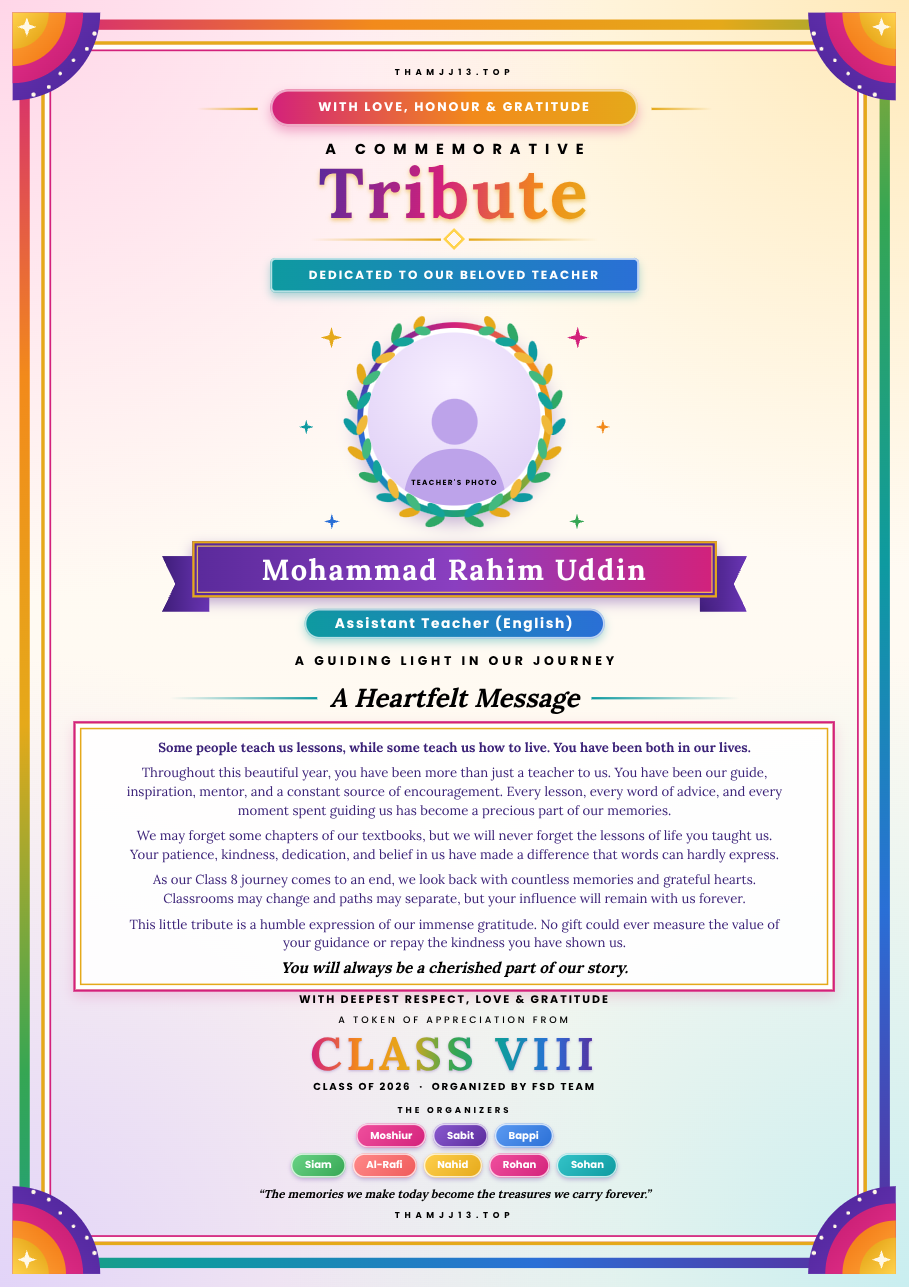 THAMJJ13.TOP
WITH LOVE, HONOUR & GRATITUDE
A COMMEMORATIVE
Tribute
DEDICATED TO OUR BELOVED TEACHER
TEACHER'S PHOTO
Mohammad Rahim Uddin
Assistant Teacher (English)
A GUIDING LIGHT IN OUR JOURNEY
A Heartfelt Message
Some people teach us lessons, while some teach us how to live. You have been both in our lives.
Throughout this beautiful year, you have been more than just a teacher to us. You have been our guide,
inspiration, mentor, and a constant source of encouragement. Every lesson, every word of advice, and every
moment spent guiding us has become a precious part of our memories.
We may forget some chapters of our textbooks, but we will never forget the lessons of life you taught us.
Your patience, kindness, dedication, and belief in us have made a difference that words can hardly express.
As our Class 8 journey comes to an end, we look back with countless memories and grateful hearts.
Classrooms may change and paths may separate, but your influence will remain with us forever.
This little tribute is a humble expression of our immense gratitude. No gift could ever measure the value of
your guidance or repay the kindness you have shown us.
You will always be a cherished part of our story.
WITH DEEPEST RESPECT, LOVE & GRATITUDE
A TOKEN OF APPRECIATION FROM
CLASS VIII
CLASS OF 2026 · ORGANIZED BY FSD TEAM
THE ORGANIZERS
Moshiur Sabit Bappi
Siam Al-Rafi Nahid Rohan Sohan
“The memories we make today become the treasures we carry forever.”
THAMJJ13.TOP